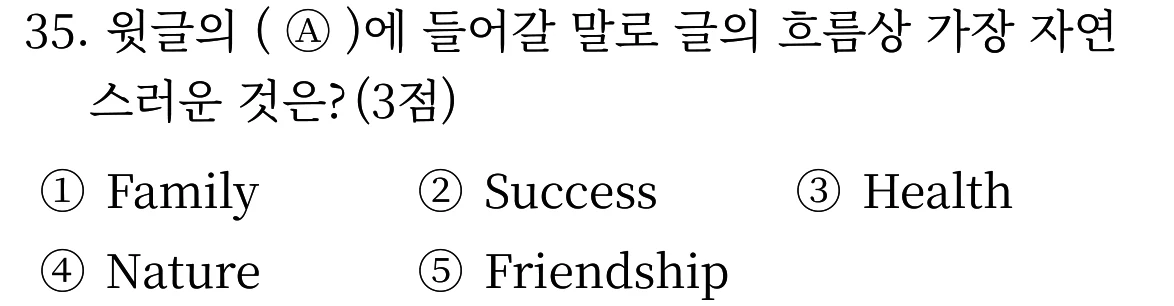 35. 윗글의 ( Ⓐ )에 들어갈 말로 글의 흐름상 가장 자연
스러운 것은?(3점)
① Family ② Success ③ Health
④ Nature ⑤ Friendship